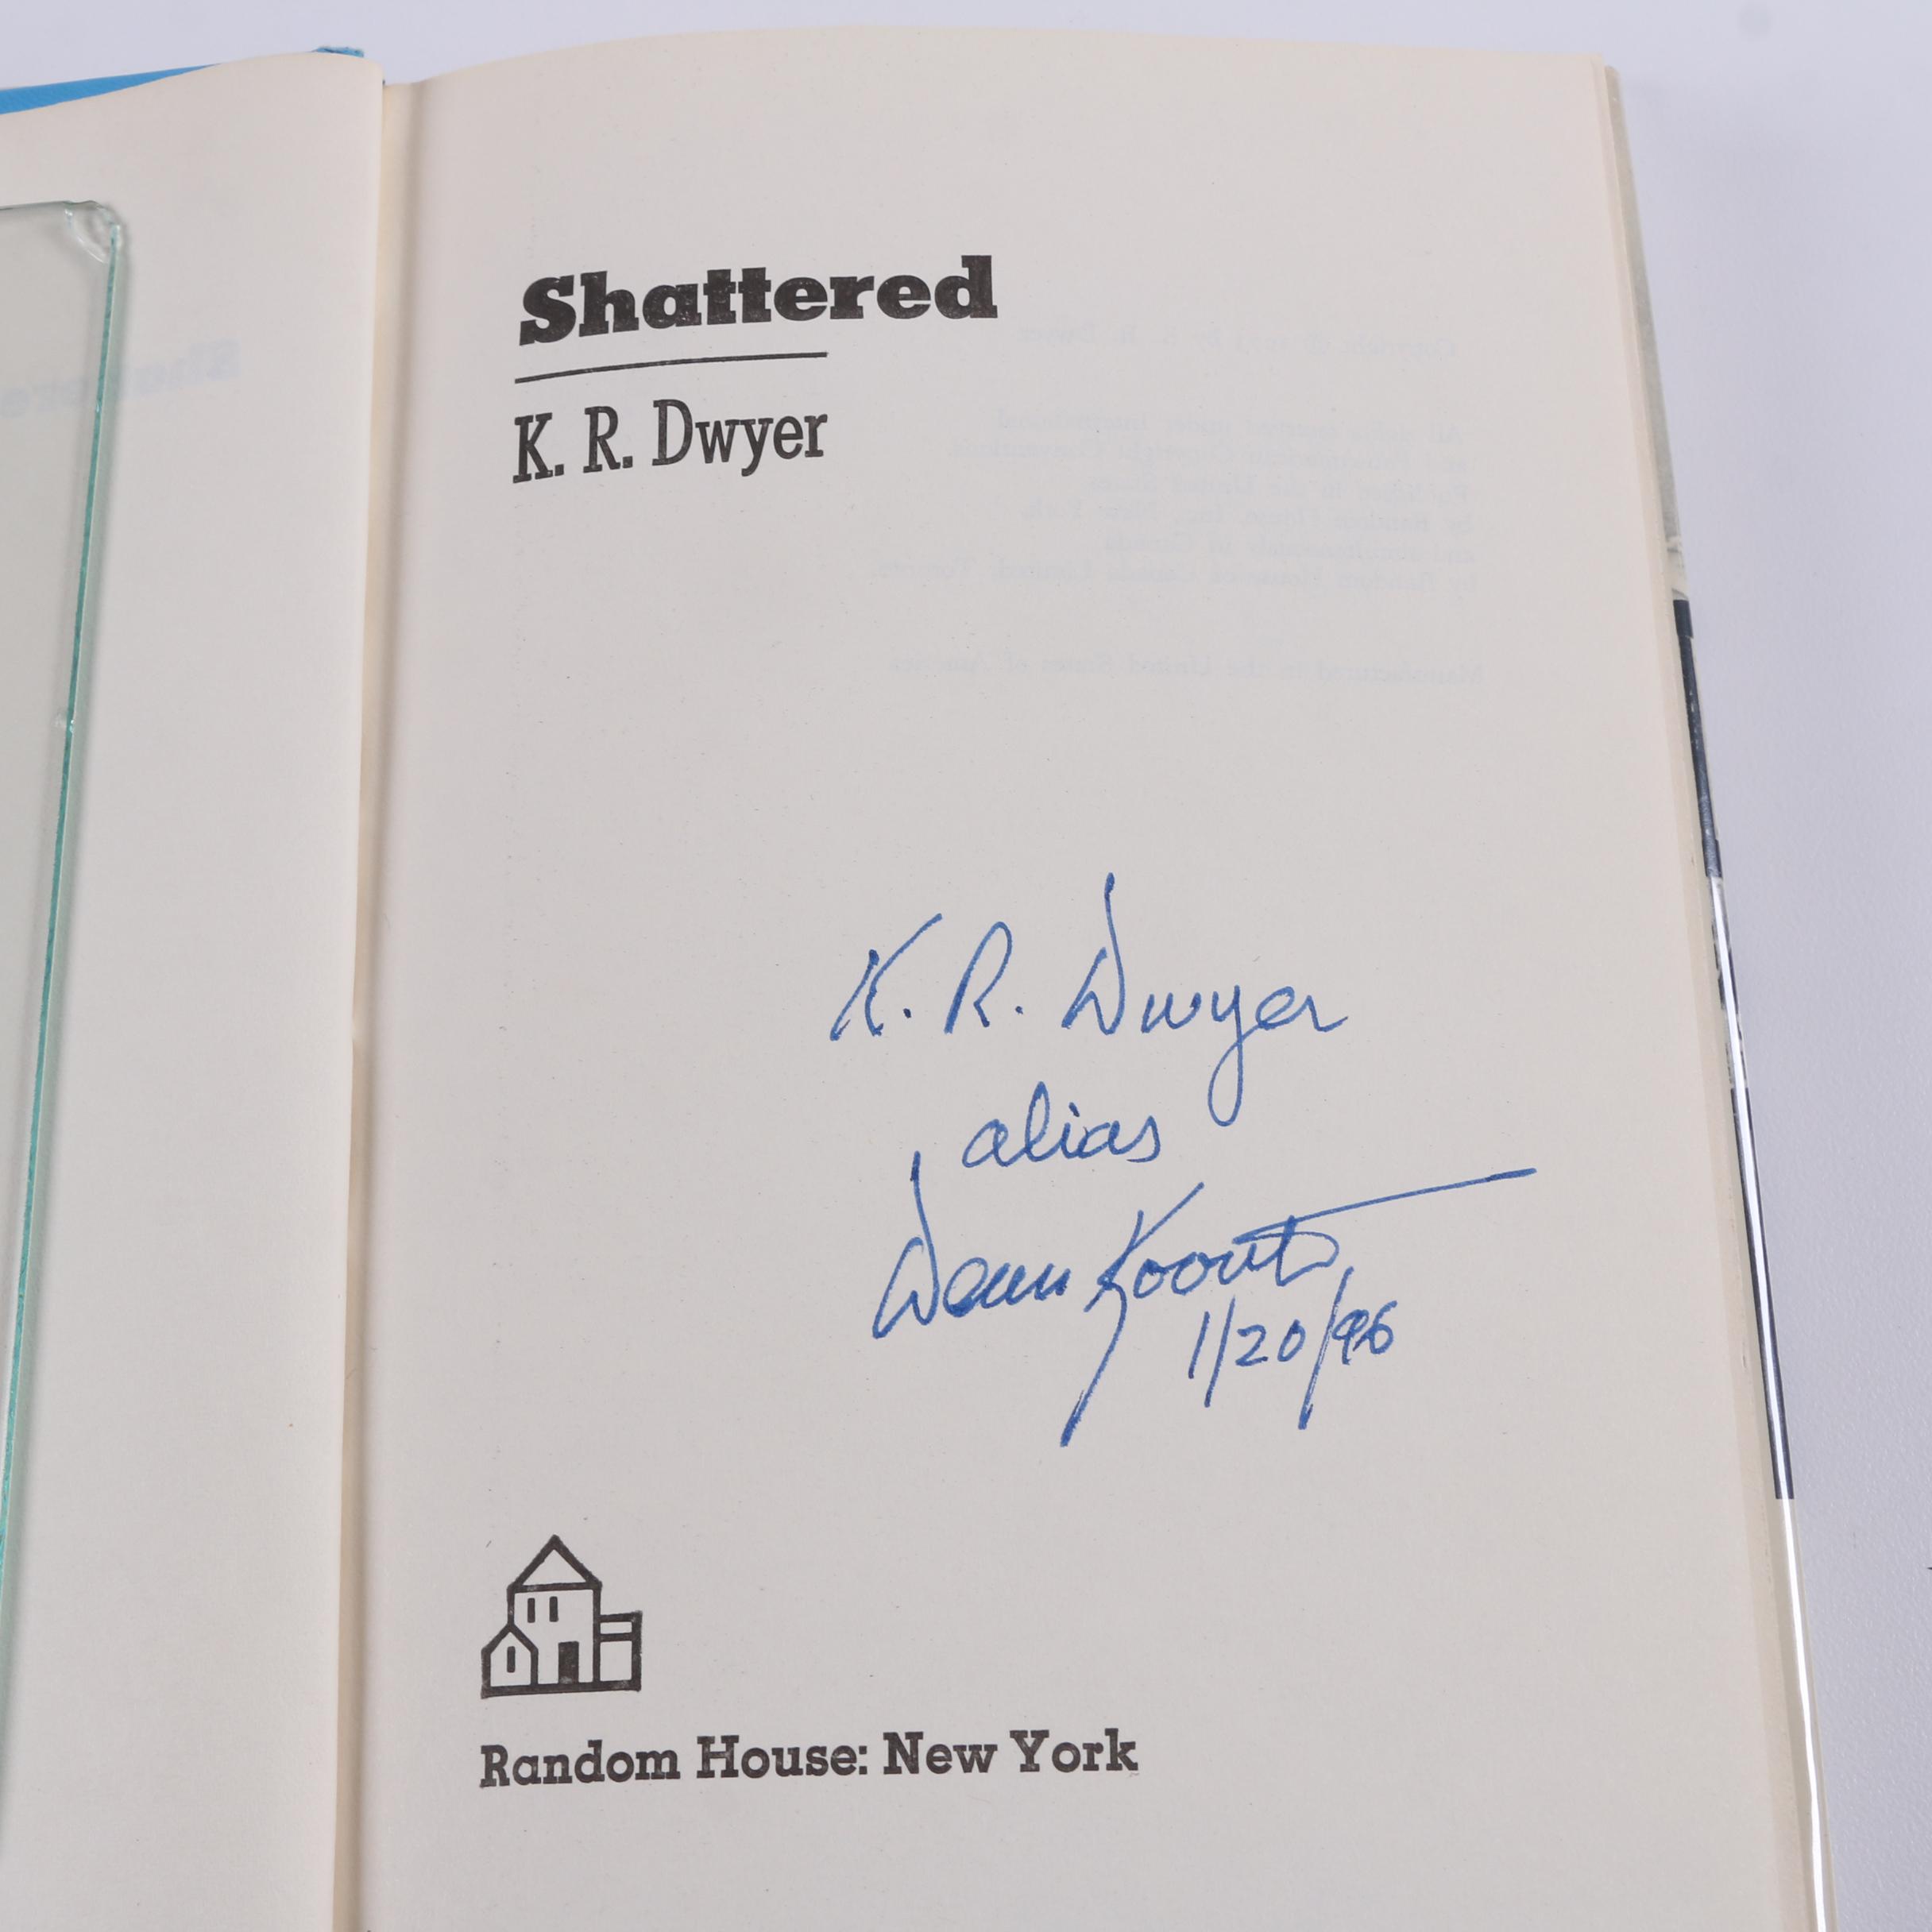 Shattered
K. R. Dwyer
K. R. Dwyer
alias
Dean Koontz
1/20/96
Random House: New York